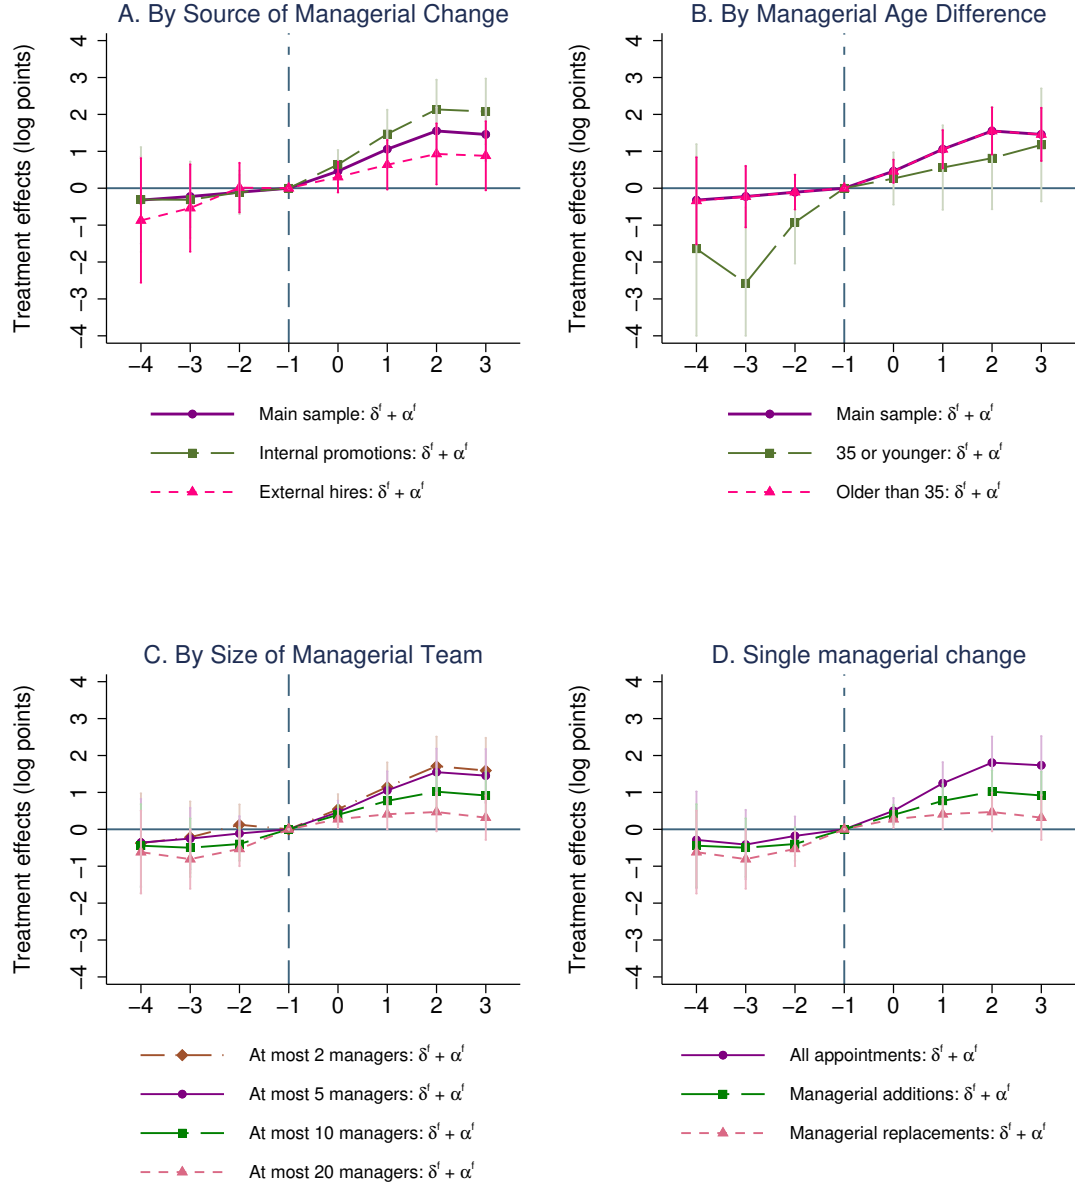 A. By Source of Managerial Change
Treatment effects (log points)
4
3
2
1
0
−1
−2
−3
−4
−4 −3 −2 −1 0 1 2 3
Main sample: δᶠ + αᶠ
Internal promotions: δᶠ + αᶠ
External hires: δᶠ + αᶠ
B. By Managerial Age Difference
Treatment effects (log points)
4
3
2
1
0
−1
−2
−3
−4
−4 −3 −2 −1 0 1 2 3
Main sample: δᶠ + αᶠ
35 or younger: δᶠ + αᶠ
Older than 35: δᶠ + αᶠ
C. By Size of Managerial Team
Treatment effects (log points)
4
3
2
1
0
−1
−2
−3
−4
−4 −3 −2 −1 0 1 2 3
At most 2 managers: δᶠ + αᶠ
At most 5 managers: δᶠ + αᶠ
At most 10 managers: δᶠ + αᶠ
At most 20 managers: δᶠ + αᶠ
D. Single managerial change
Treatment effects (log points)
4
3
2
1
0
−1
−2
−3
−4
−4 −3 −2 −1 0 1 2 3
All appointments: δᶠ + αᶠ
Managerial additions: δᶠ + αᶠ
Managerial replacements: δᶠ + αᶠ